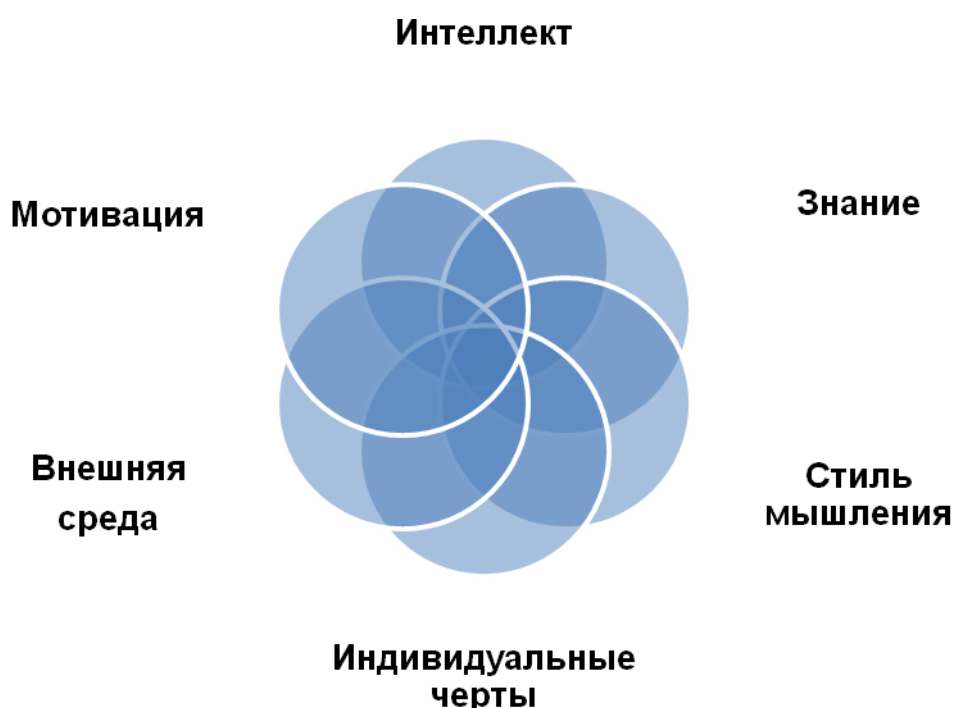 Интеллект
Мотивация
Знание
Внешняя
среда
Стиль
мышления
Индивидуальные
черты